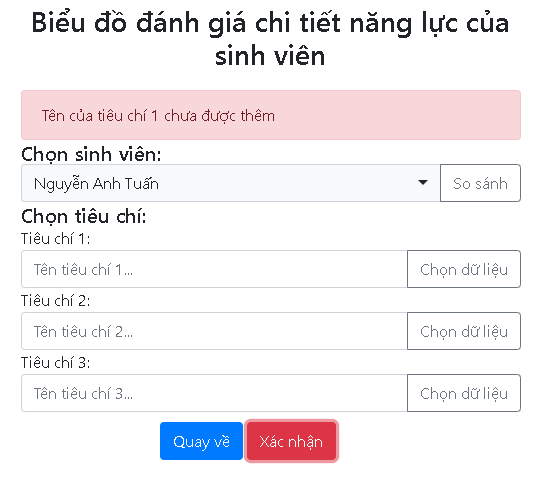 Biểu đồ đánh giá chi tiết năng lực của
sinh viên
Tên của tiêu chí 1 chưa được thêm
Chọn sinh viên:
Nguyễn Anh Tuấn So sánh
Chọn tiêu chí:
Tiêu chí 1:
Tên tiêu chí 1... Chọn dữ liệu
Tiêu chí 2:
Tên tiêu chí 2... Chọn dữ liệu
Tiêu chí 3:
Tên tiêu chí 3... Chọn dữ liệu
Quay về Xác nhận